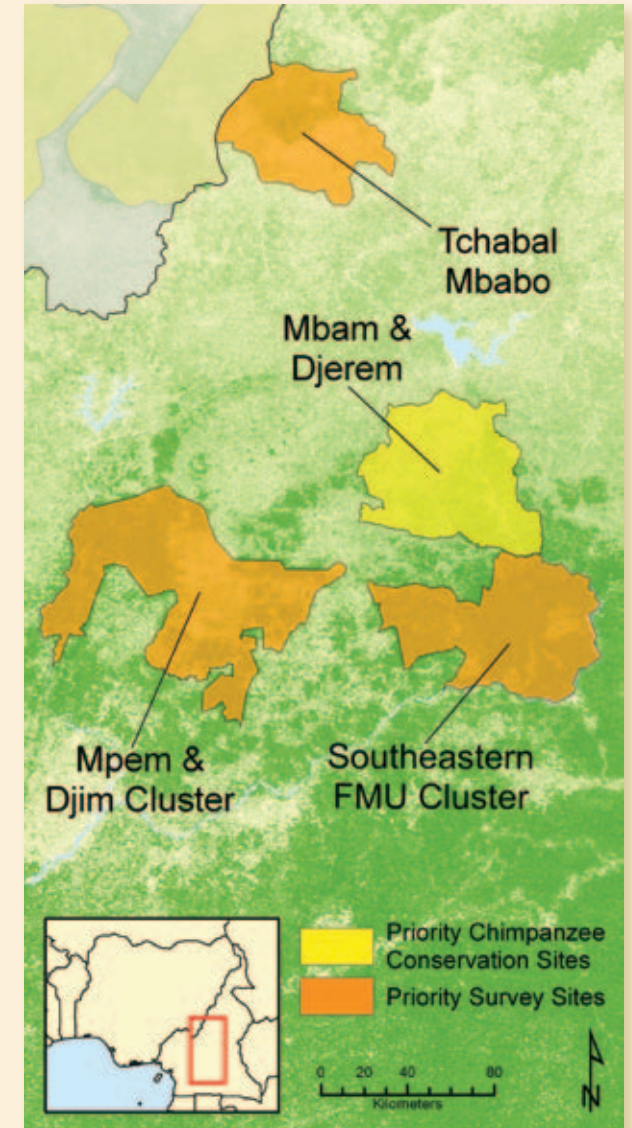 Tchabal
Mbabo
Mbam &
Djerem
Mpem &
Djim Cluster
Southeastern
FMU Cluster
Priority Chimpanzee
Conservation Sites
Priority Survey Sites
0 20 40 80
Kilometers
N